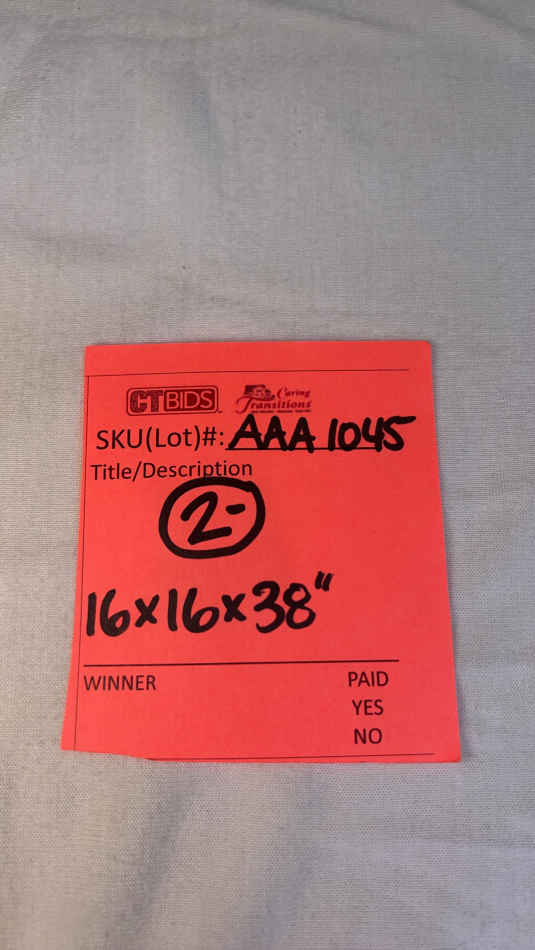 CTBIDS Caring Transitions
SKU(Lot)#: AAA 1045
Title/Description
2-
16x16x38"
WINNER PAID
YES
NO